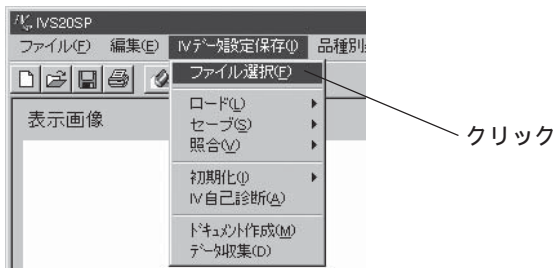 IVS20SP
ファイル(F) 編集(E) IVﾃﾞｰﾀ設定保存(I) 品種別
ファイル選択(F)
ロード(L)
セーブ(S)
照合(V)
初期化(I)
IV自己診断(A)
ﾄﾞｷｭﾒﾝﾄ作成(M)
ﾃﾞｰﾀ収集(D)
表示画像
クリック